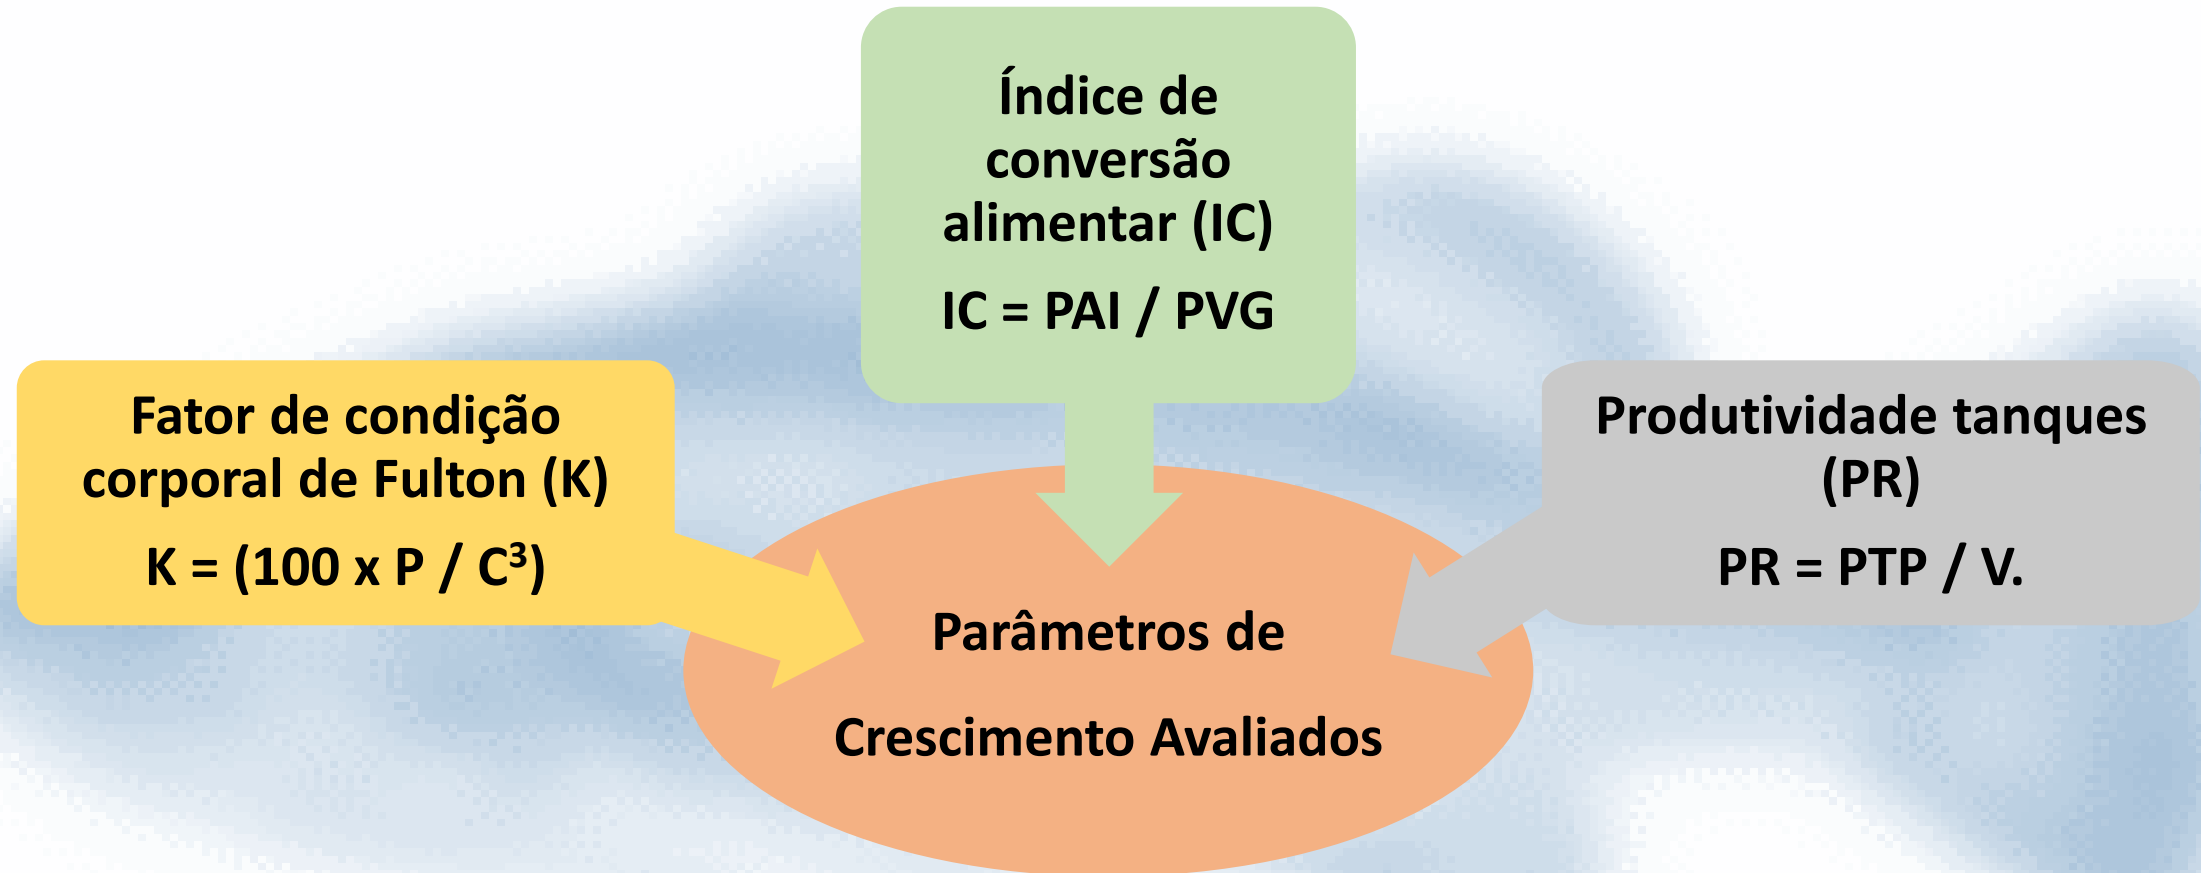 Índice de
conversão
alimentar (IC)
IC = PAI / PVG
Fator de condição
corporal de Fulton (K)
K = (100 x P / C³)
Produtividade tanques
(PR)
PR = PTP / V.
Parâmetros de
Crescimento Avaliados